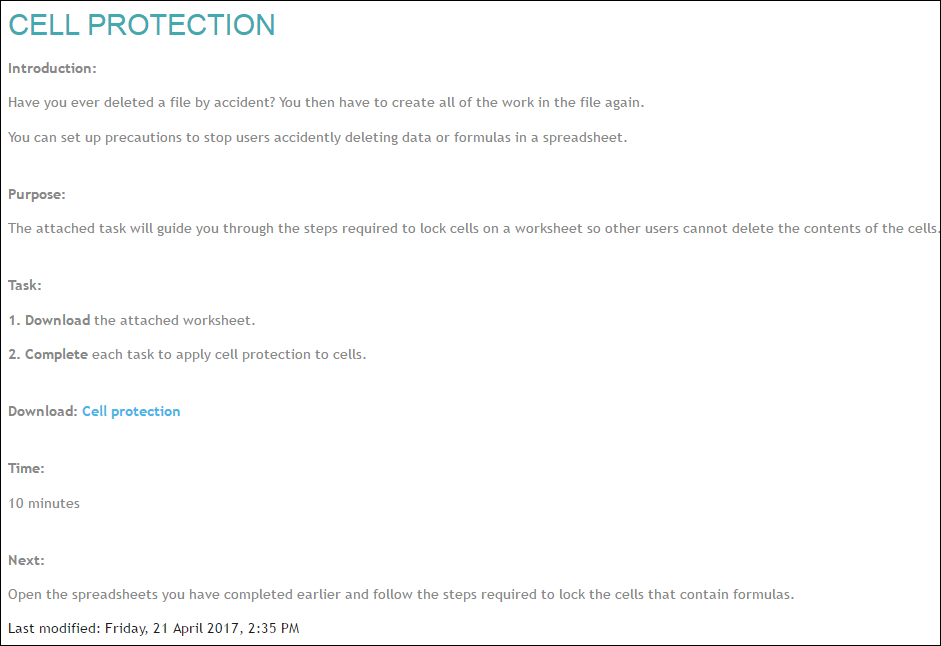 CELL PROTECTION
Introduction:
Have you ever deleted a file by accident? You then have to create all of the work in the file again.
You can set up precautions to stop users accidently deleting data or formulas in a spreadsheet.
Purpose:
The attached task will guide you through the steps required to lock cells on a worksheet so other users cannot delete the contents of the cells.
Task:
1. Download the attached worksheet.
2. Complete each task to apply cell protection to cells.
Download: Cell protection
Time:
10 minutes
Next:
Open the spreadsheets you have completed earlier and follow the steps required to lock the cells that contain formulas.
Last modified: Friday, 21 April 2017, 2:35 PM